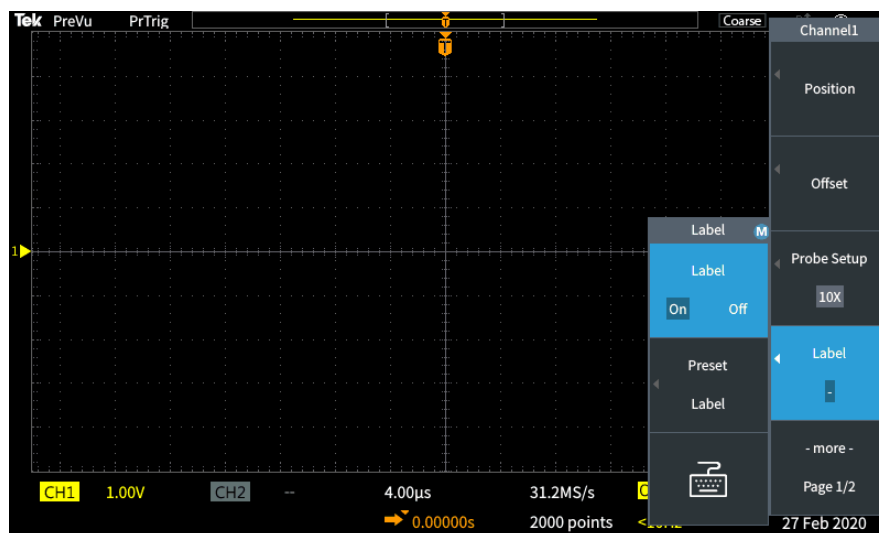 Tek PreVu PrTrig Coarse
T
T
Channel1
Position
Offset
Probe Setup
10X
Label
-
- more -
Page 1/2
Label M
Label
On Off
Preset
Label
1
CH1 1.00V CH2 -- 4.00µs 31.2MS/s
0.00000s 2000 points 27 Feb 2020